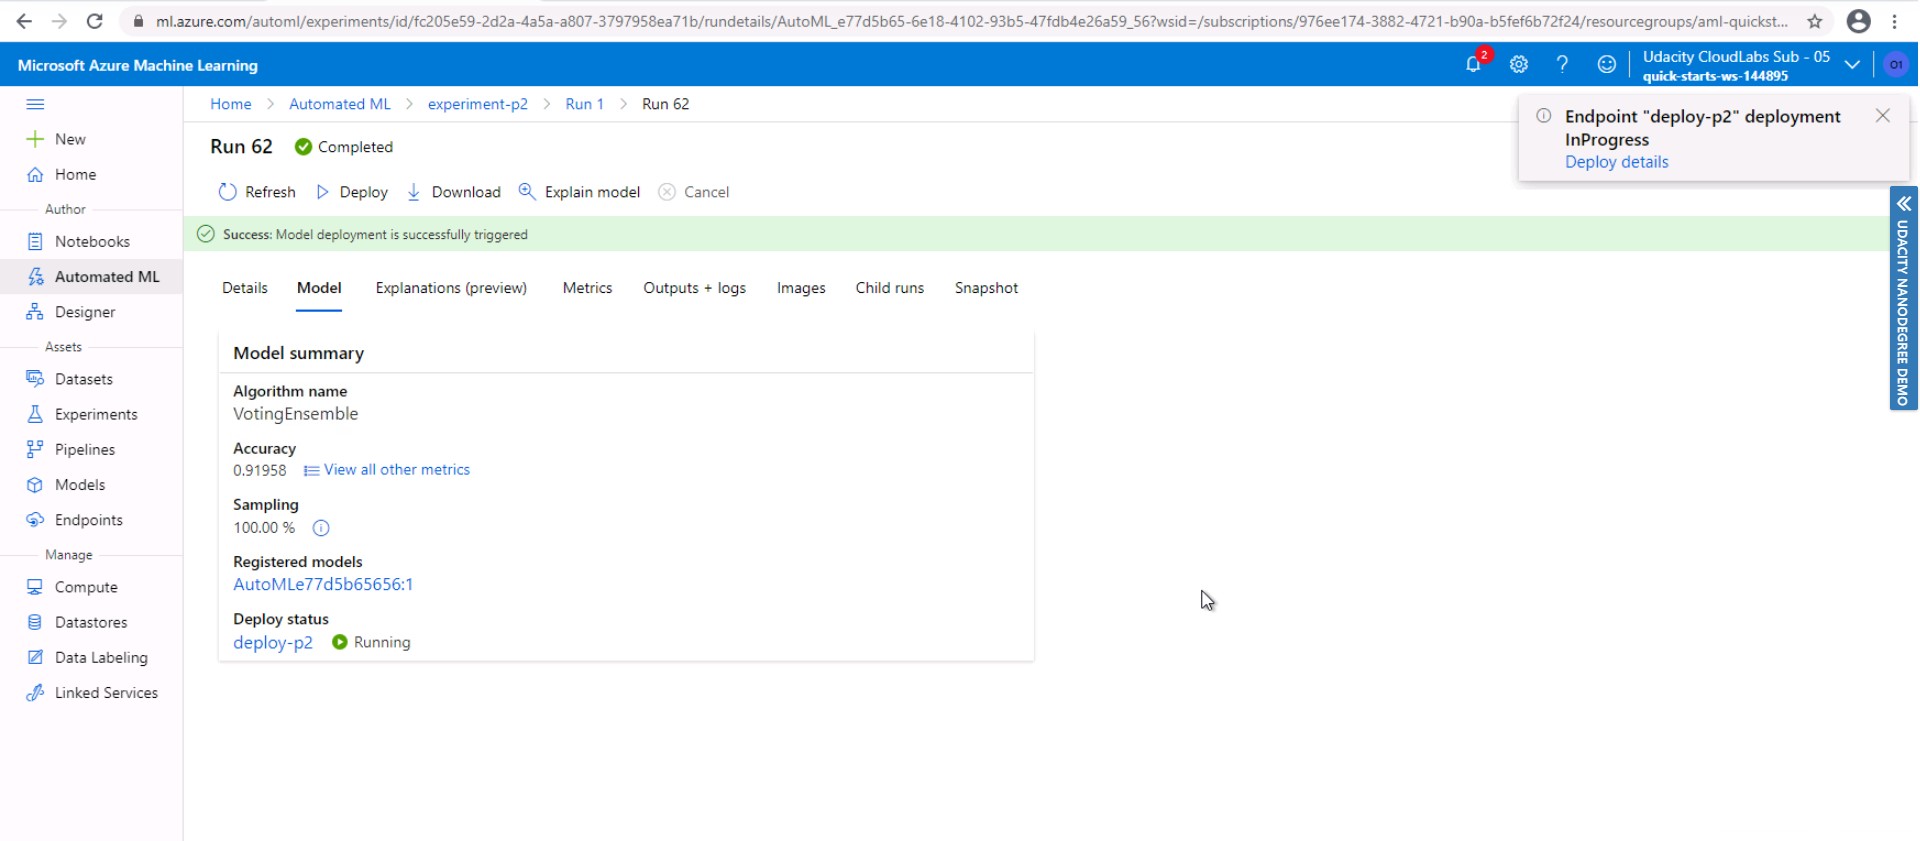 ml.azure.com/automl/experiments/id/fc205e59-2d2a-4a5a-a807-3797958ea71b/rundetails/AutoML_e77d5b65-6e18-4102-93b5-47fdb4e26a59_56?wsid=/subscriptions/976ee174-3882-4721-b90a-b5fef6b72f24/resourcegroups/aml-quickst...
Microsoft Azure Machine Learning
2
Udacity CloudLabs Sub - 05
quick-starts-ws-144895
O1
New
Home
Author
Notebooks
Automated ML
Designer
Assets
Datasets
Experiments
Pipelines
Models
Endpoints
Manage
Compute
Datastores
Data Labeling
Linked Services
Home > Automated ML > experiment-p2 > Run 1 > Run 62
Run 62 Completed
Refresh Deploy Download Explain model Cancel
Success: Model deployment is successfully triggered
Details Model Explanations (preview) Metrics Outputs + logs Images Child runs Snapshot
Model summary
Algorithm name
VotingEnsemble
Accuracy
0.91958 View all other metrics
Sampling
100.00 %
Registered models
AutoMLe77d5b65656:1
Deploy status
deploy-p2 Running
Endpoint "deploy-p2" deployment
InProgress
Deploy details
UDACITY NANODEGREE DEMO